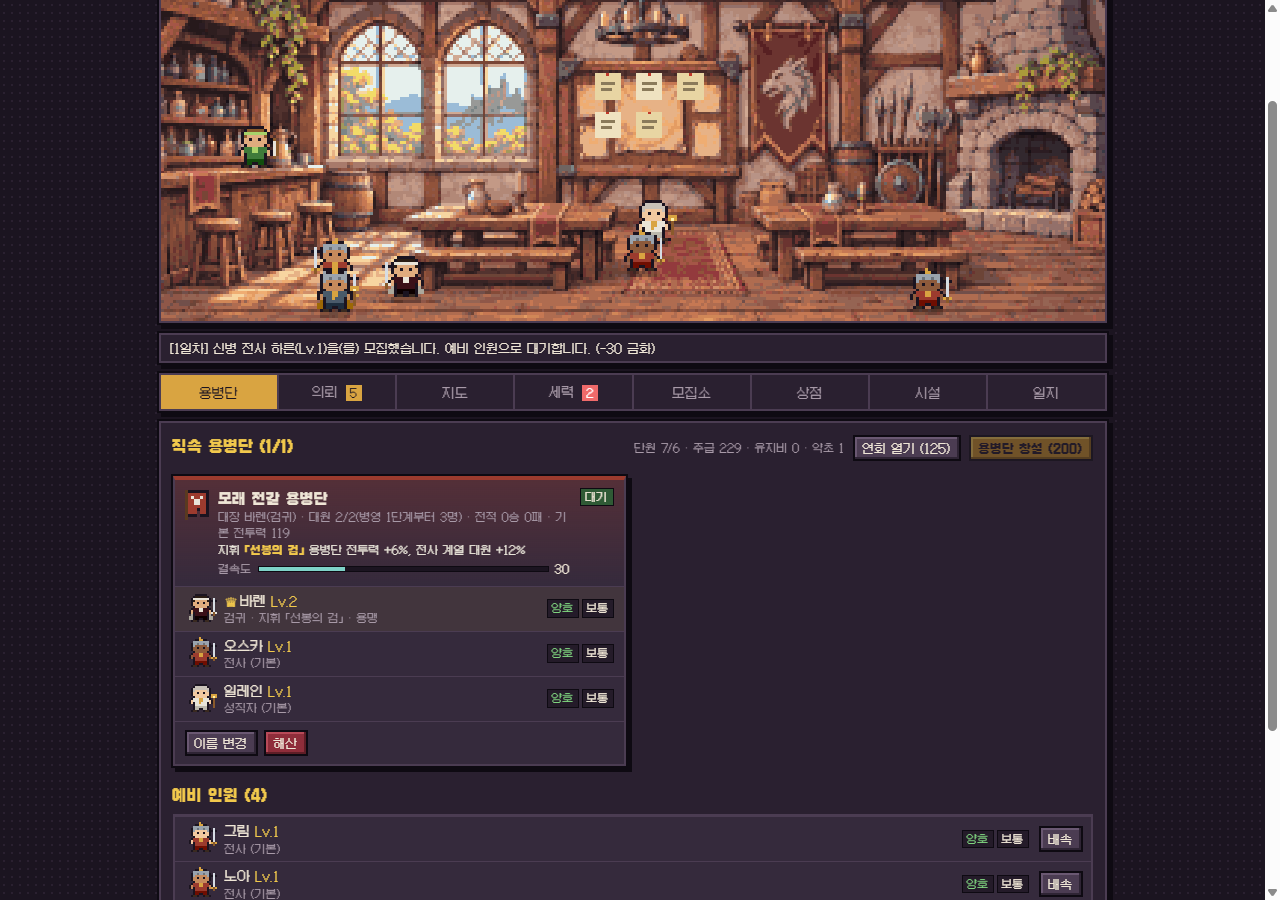 [1일차] 신병 전사 하른(Lv.1)을(를) 모집했습니다. 예비 인원으로 대기합니다. (-30 금화)
용병단 의뢰 5 지도 세력 2 모집소 상점 시설 일지
직속 용병단 (1/1) 단원 7/6 · 주급 229 · 유지비 0 · 약초 1 연회 열기 (125) 용병단 창설 (200)
모래 전갈 용병단 대기
대장 바렌(검귀) · 대원 2/2(병영 1단계부터 3명) · 전적 0승 0패 · 기
본 전투력 119
지휘 「선봉의 검」 용병단 전투력 +6%, 전사 계열 대원 +12%
결속도 30
바렌 Lv.2 양호 보통
검귀 · 지휘 「선봉의 검」 · 용맹
오스카 Lv.1 양호 보통
전사 (기본)
일레인 Lv.1 양호 보통
성직자 (기본)
이름 변경 해산
예비 인원 (4)
그림 Lv.1 양호 보통 배속
전사 (기본)
노아 Lv.1 양호 보통 배속
전사 (기본)